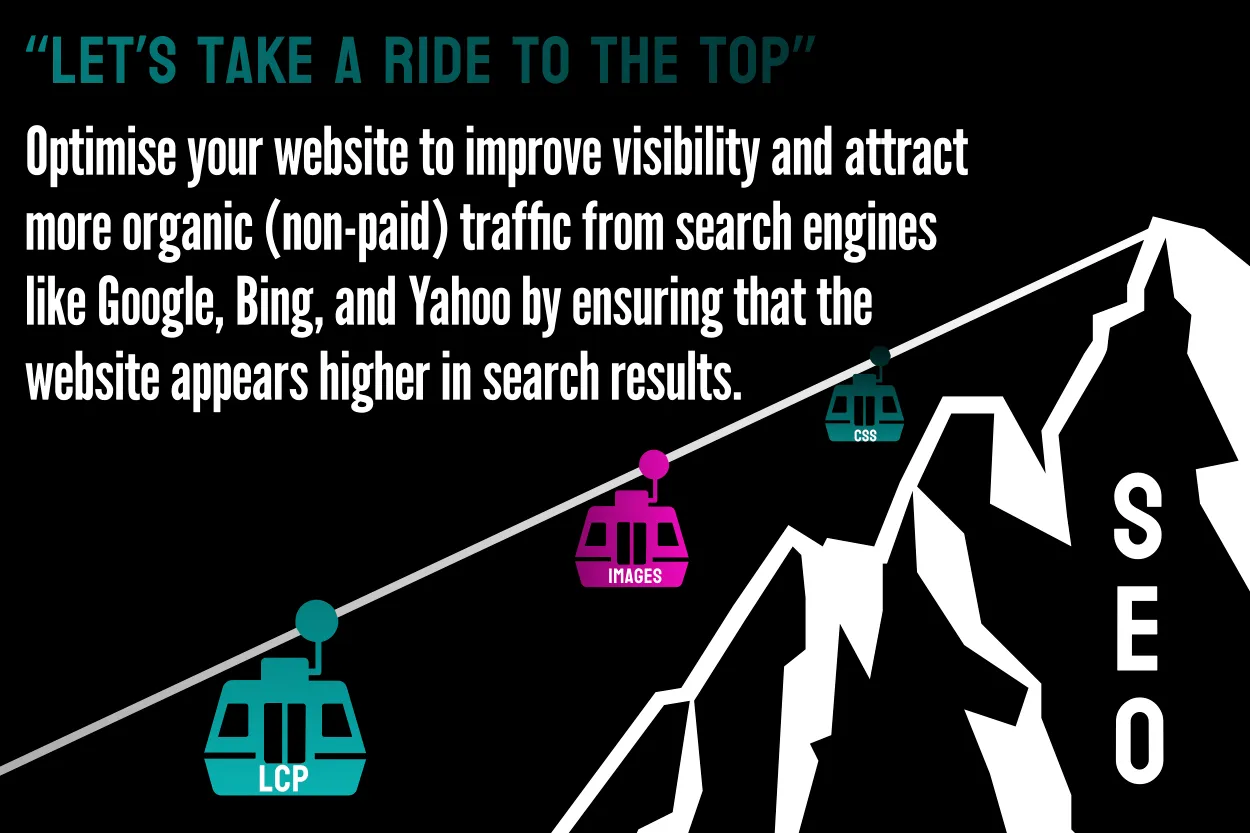 “LET’S TAKE A RIDE TO THE TOP”
Optimise your website to improve visibility and attract
more organic (non-paid) traffic from search engines
like Google, Bing, and Yahoo by ensuring that the
website appears higher in search results.
CSS
IMAGES
LCP
SEO